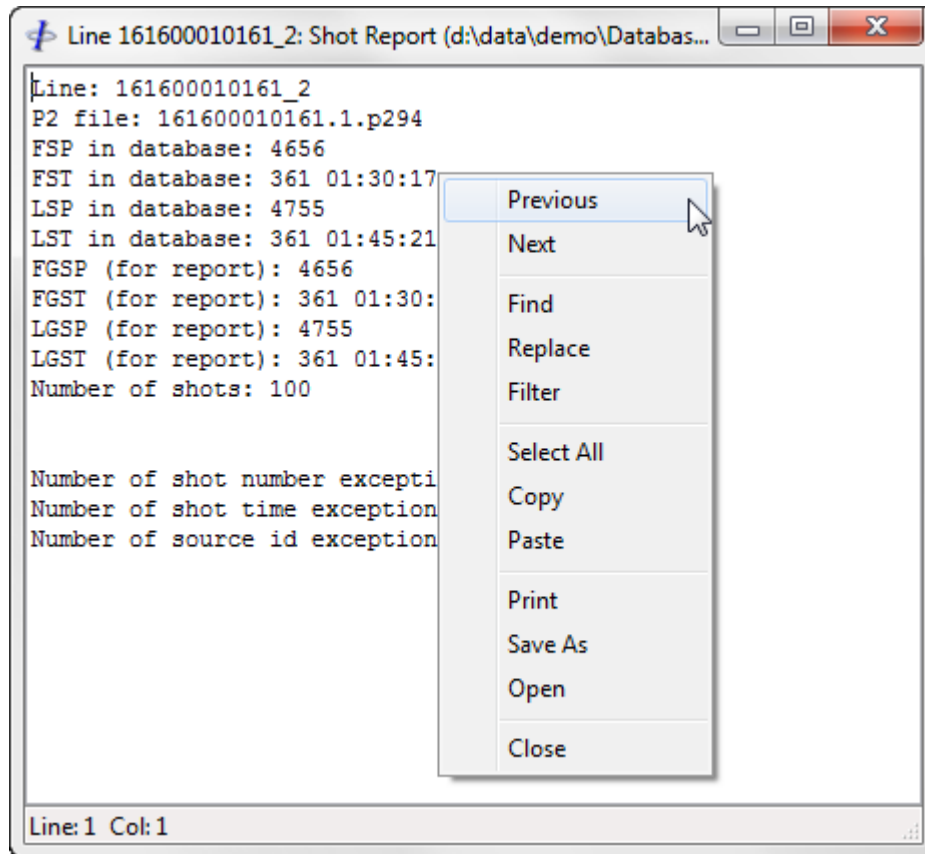 Line 161600010161_2: Shot Report (d:\data\demo\Databas...
Line: 161600010161_2
P2 file: 161600010161.1.p294
FSP in database: 4656
FST in database: 361 01:30:17
LSP in database: 4755
LST in database: 361 01:45:21
FGSP (for report): 4656
FGST (for report): 361 01:30:
LGSP (for report): 4755
LGST (for report): 361 01:45:
Number of shots: 100
Number of shot number excepti
Number of shot time exception
Number of source id exception
Previous
Next
Find
Replace
Filter
Select All
Copy
Paste
Print
Save As
Open
Close
Line: 1 Col: 1